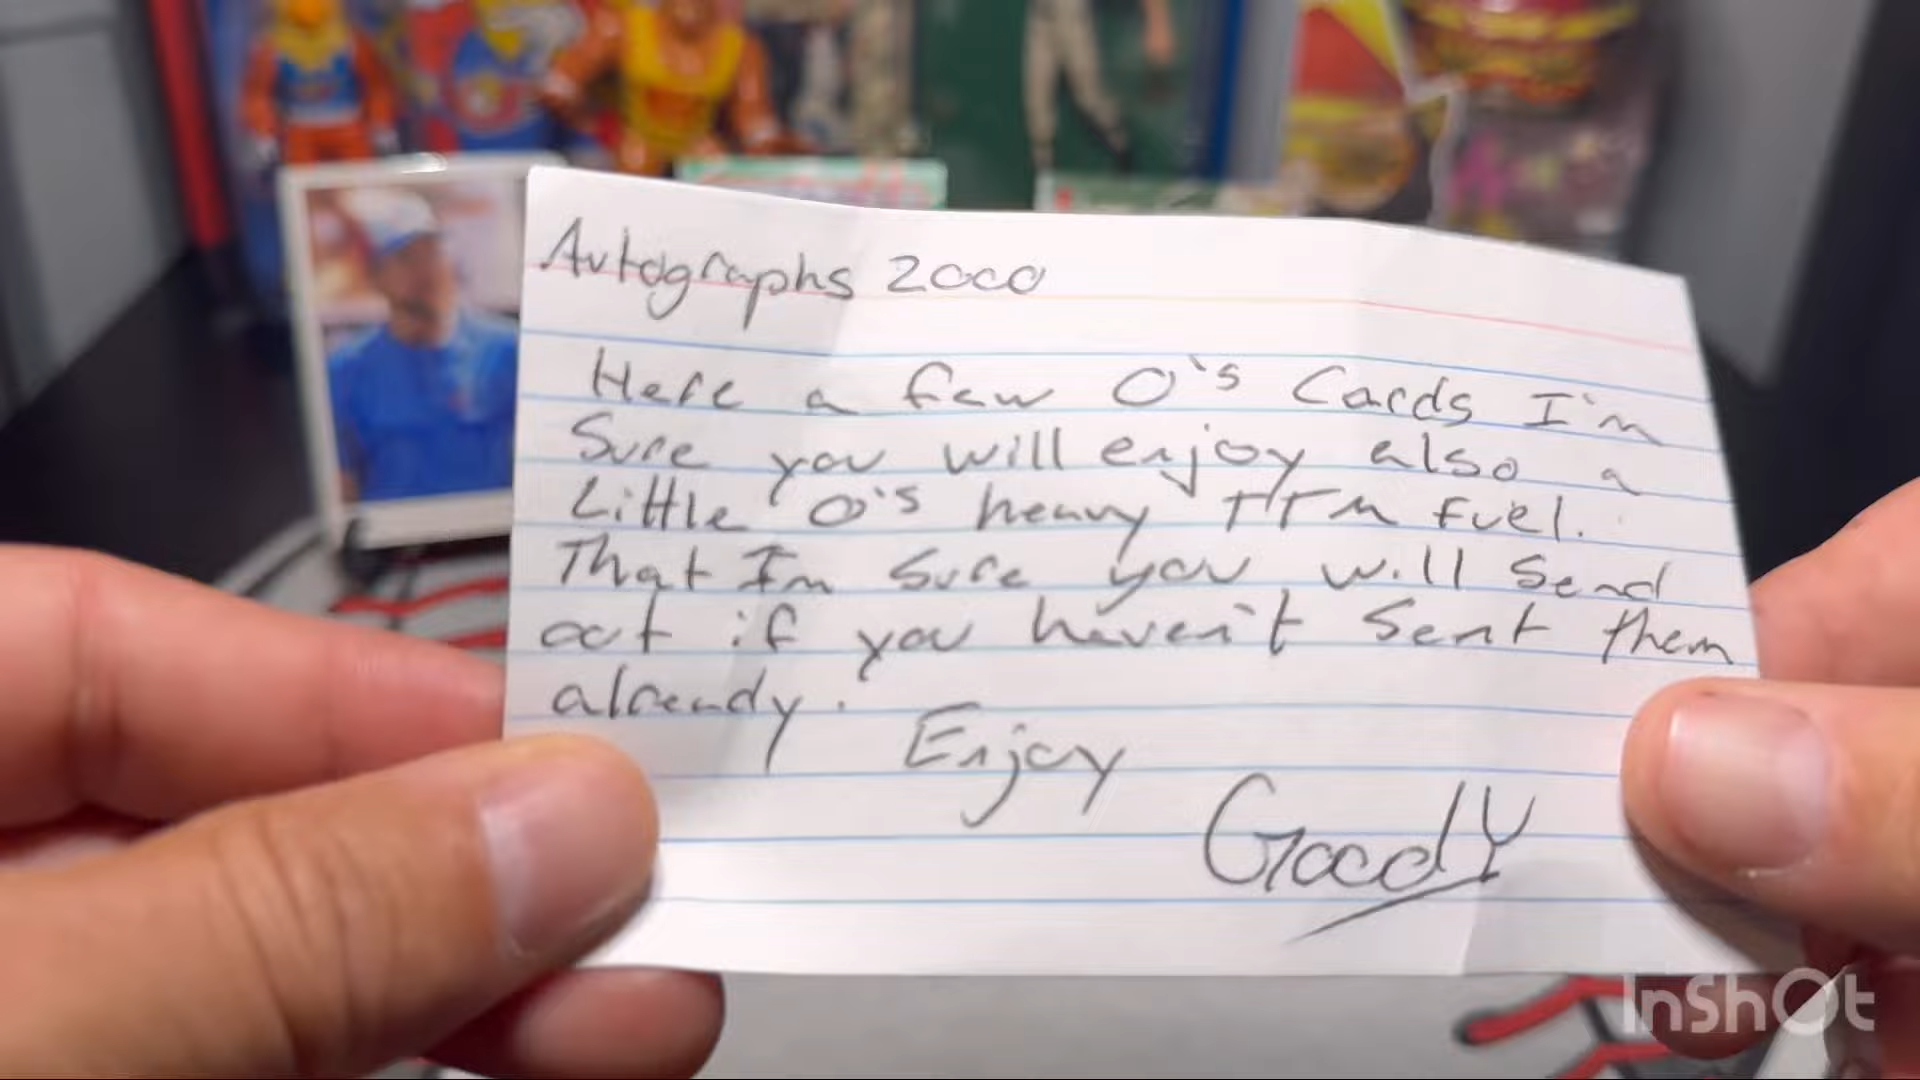 Autographs 2000
Here a few O's Cards I'm
Sure you will enjoy also a
Little O's heavy TTM fuel.
That Im Sure you will Send
out if you haven't Sent them
already.
Enjoy
Goody
InShOt